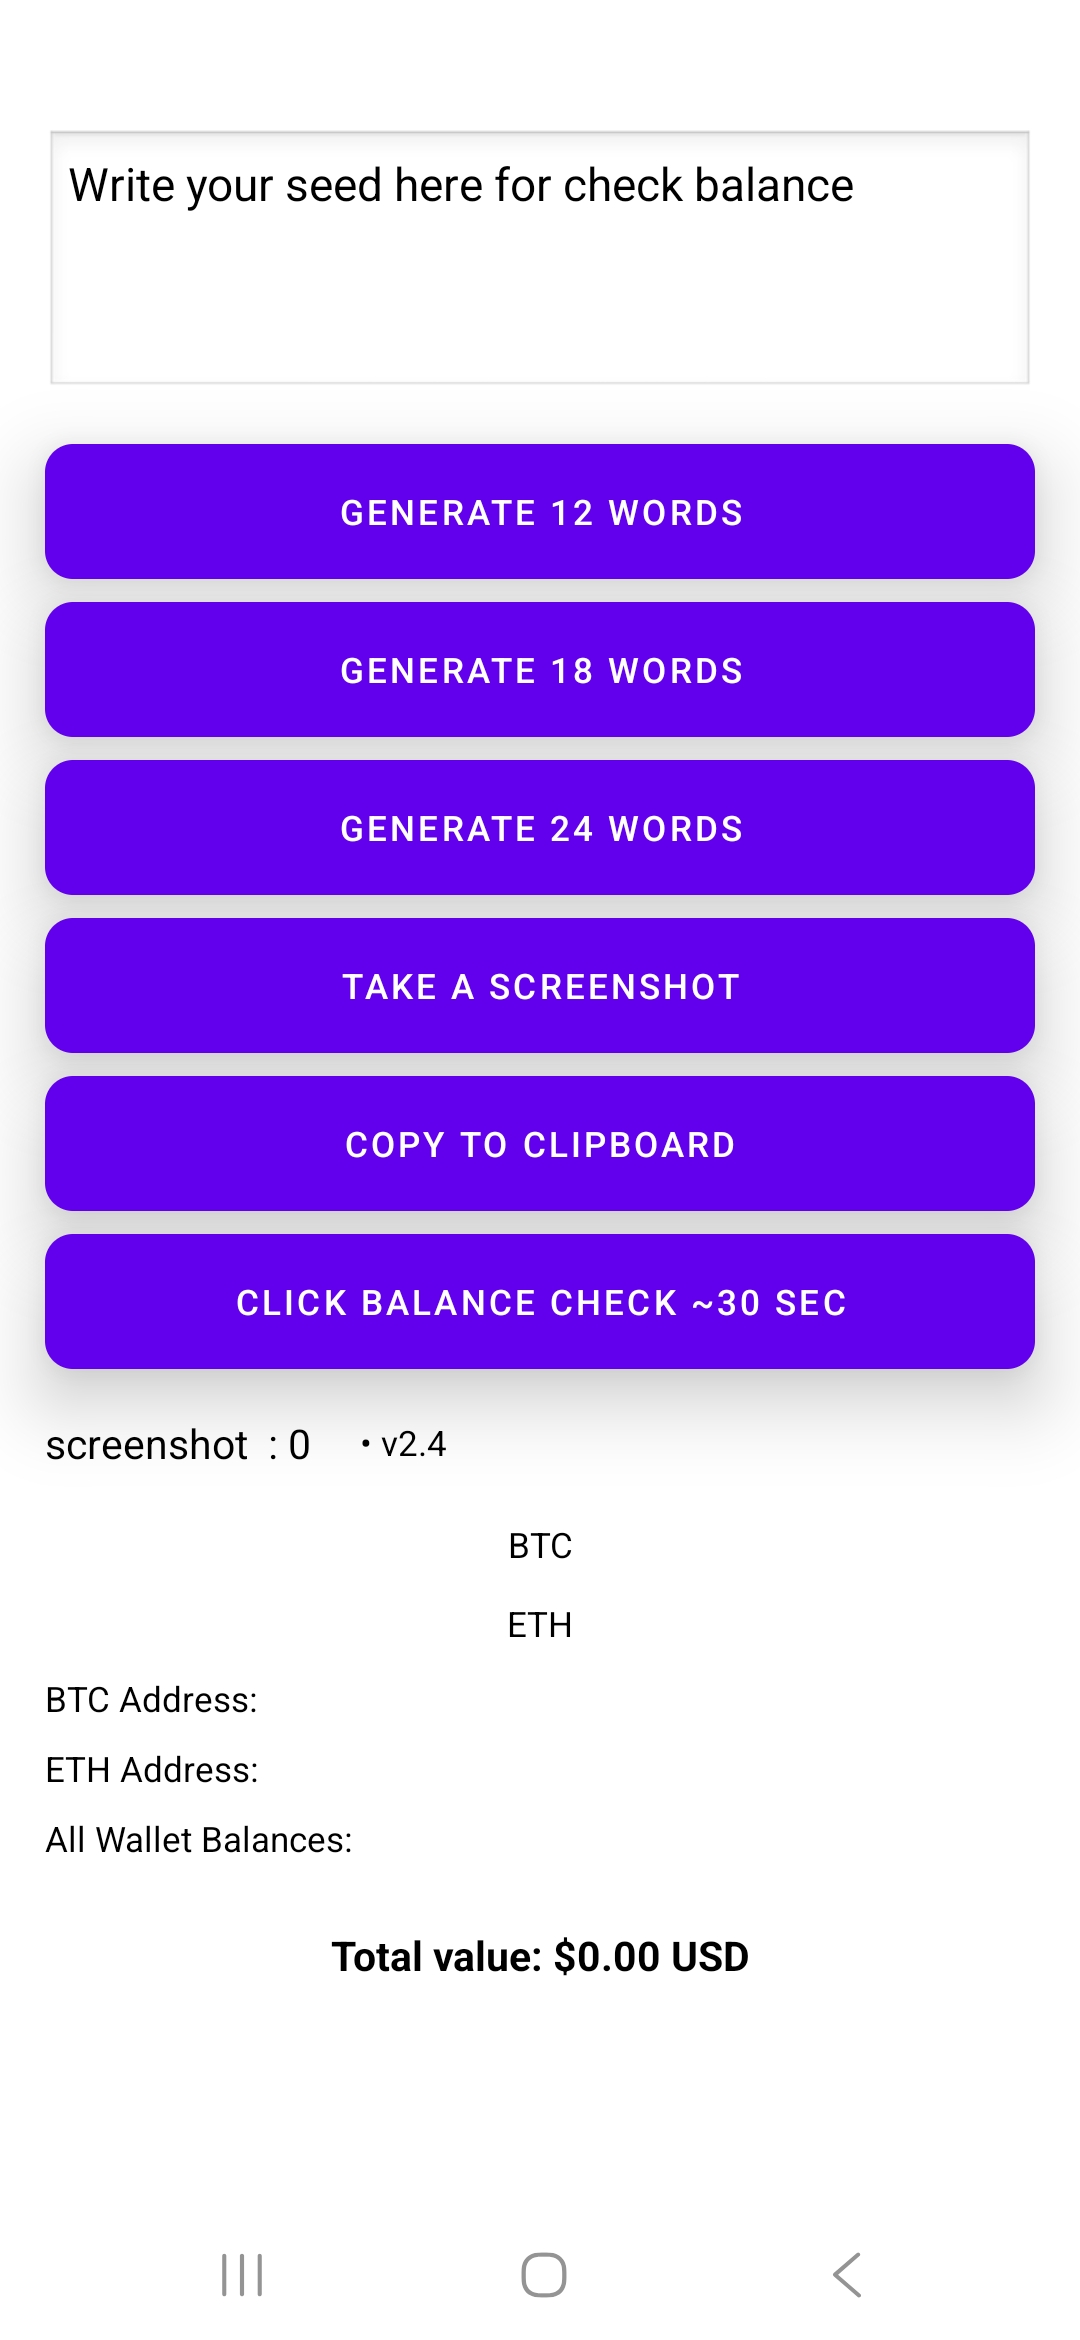 Write your seed here for check balance
GENERATE 12 WORDS
GENERATE 18 WORDS
GENERATE 24 WORDS
TAKE A SCREENSHOT
COPY TO CLIPBOARD
CLICK BALANCE CHECK ~30 SEC
screenshot : 0 • v2.4
BTC
ETH
BTC Address:
ETH Address:
All Wallet Balances:
Total value: $0.00 USD